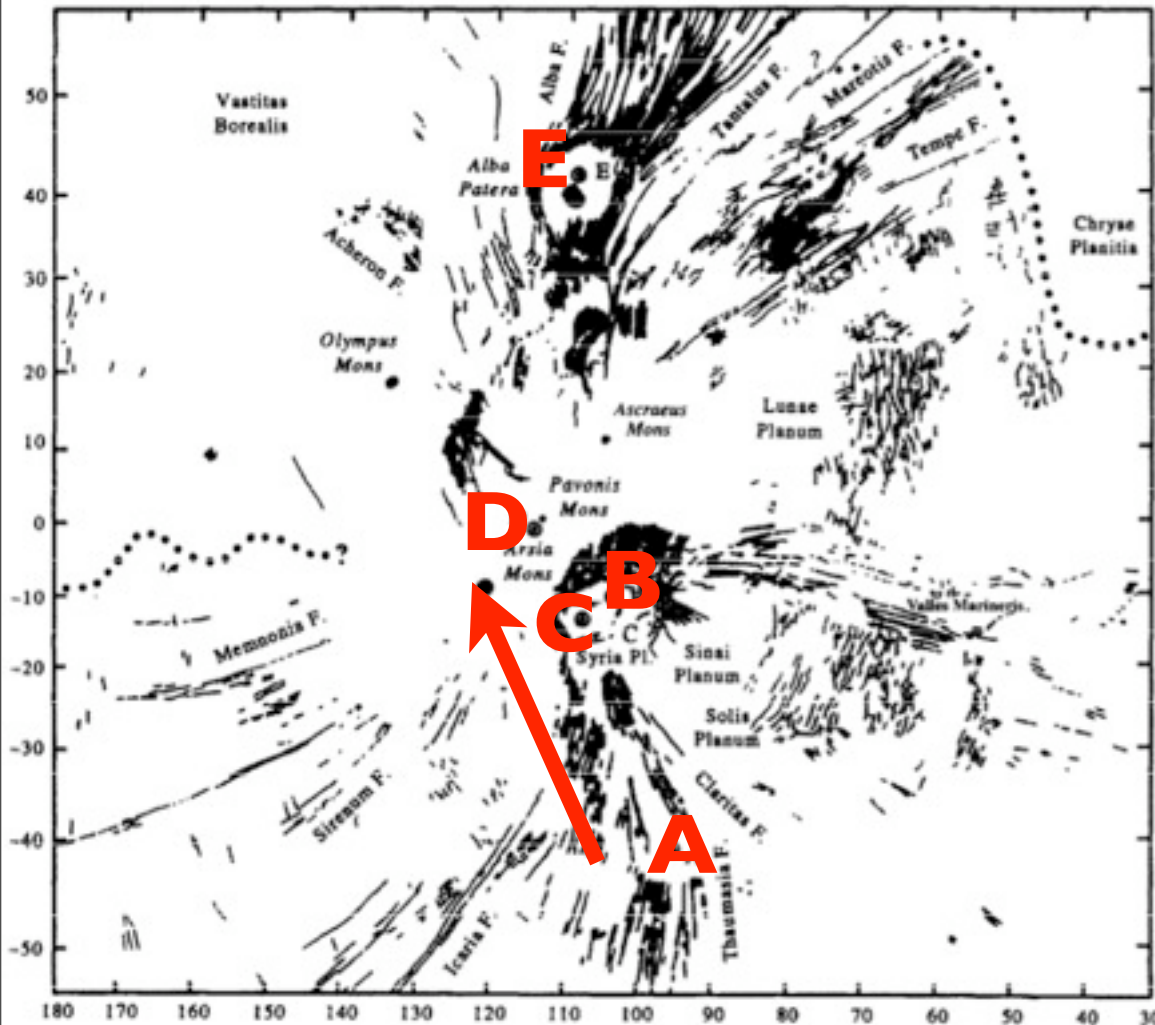 Alba F.
?
Mareotis F.
Tantalus F.
50
Vastitas
Borealis
Tempe F.
E
E
Alba
Patera
40
Chryse
Planitia
Acheron F.
30
Olympus
Mons
20
Ascraeus
Mons
Lunae
Planum
10
Pavonis
Mons
0
D
?
Arsia
Mons
B
-10
C
Valles Marineris
Memnonia F.
C
Syria Pl.
Sinai
Planum
-20
Solis
Planum
-30
Sirenum F.
Claritas F.
-40
A
Thaumasia F.
Icaria F.
-50
180 170 160 150 140 130 120 110 100 90 80 70 60 50 40 30